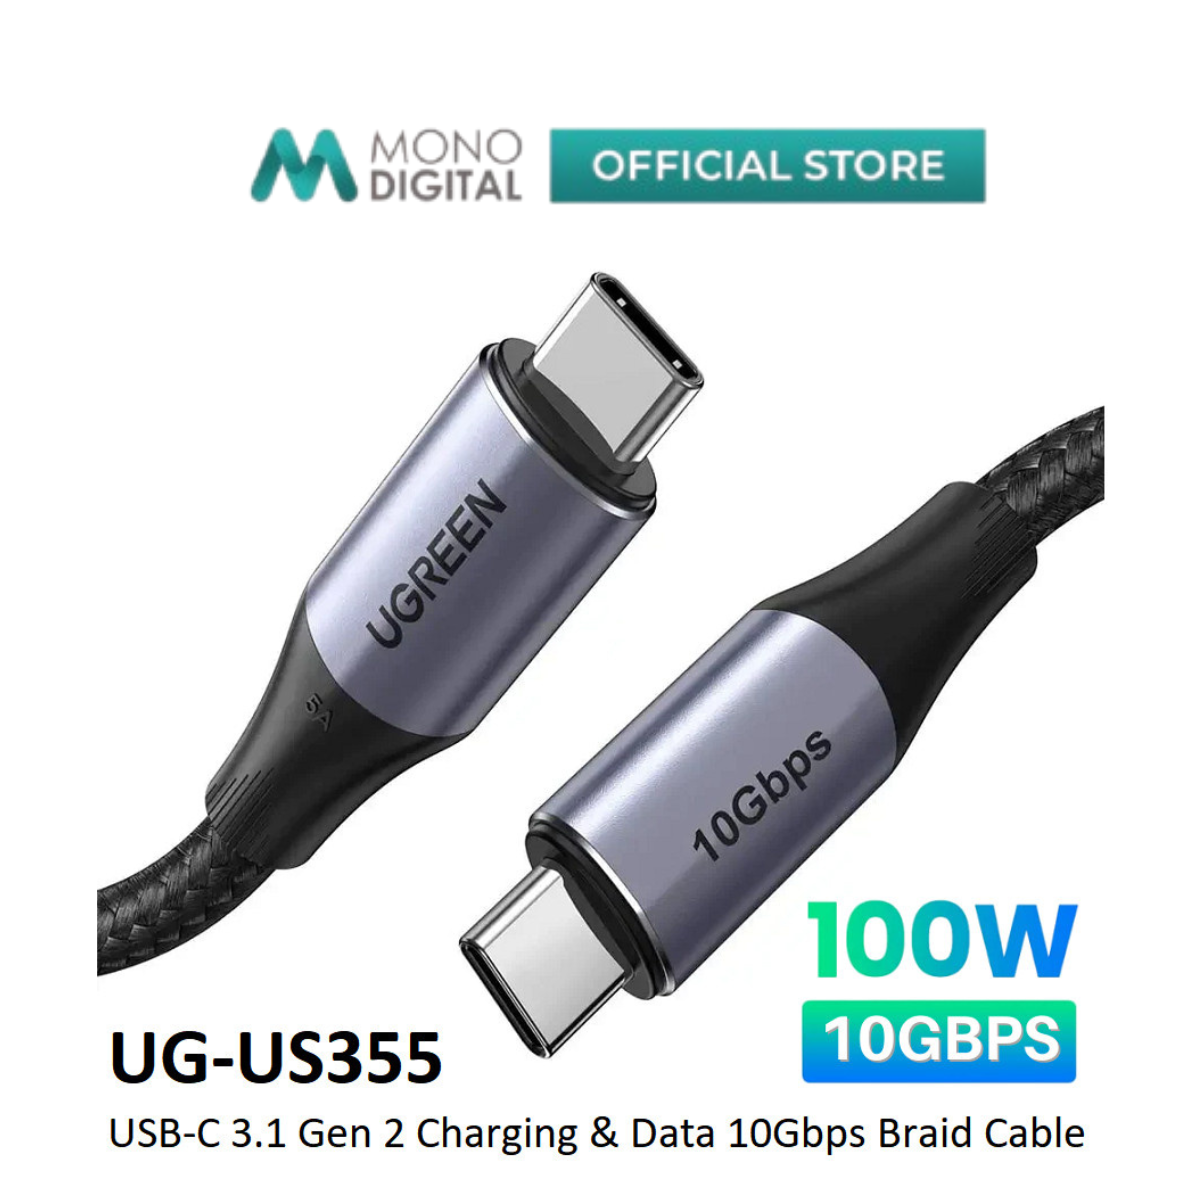 MONO
DIGITAL
OFFICIAL STORE
UGREEN
5A
10Gbps
100W
10GBPS
UG-US355
USB-C 3.1 Gen 2 Charging & Data 10Gbps Braid Cable